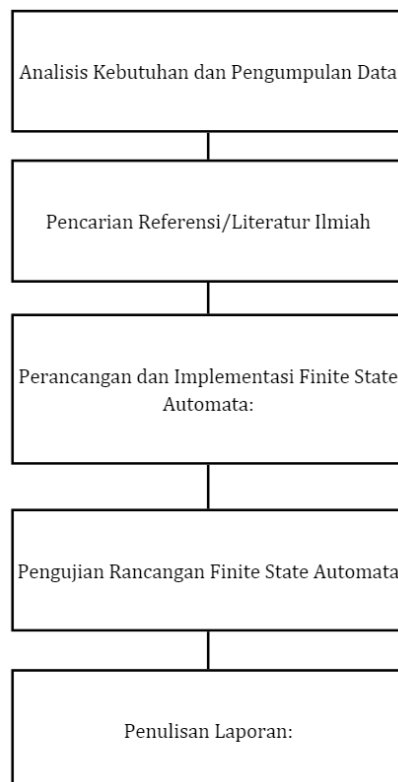 Analisis Kebutuhan dan Pengumpulan Data
Pencarian Referensi/Literatur Ilmiah
Perancangan dan Implementasi Finite State
Automata:
Pengujian Rancangan Finite State Automata
Penulisan Laporan: